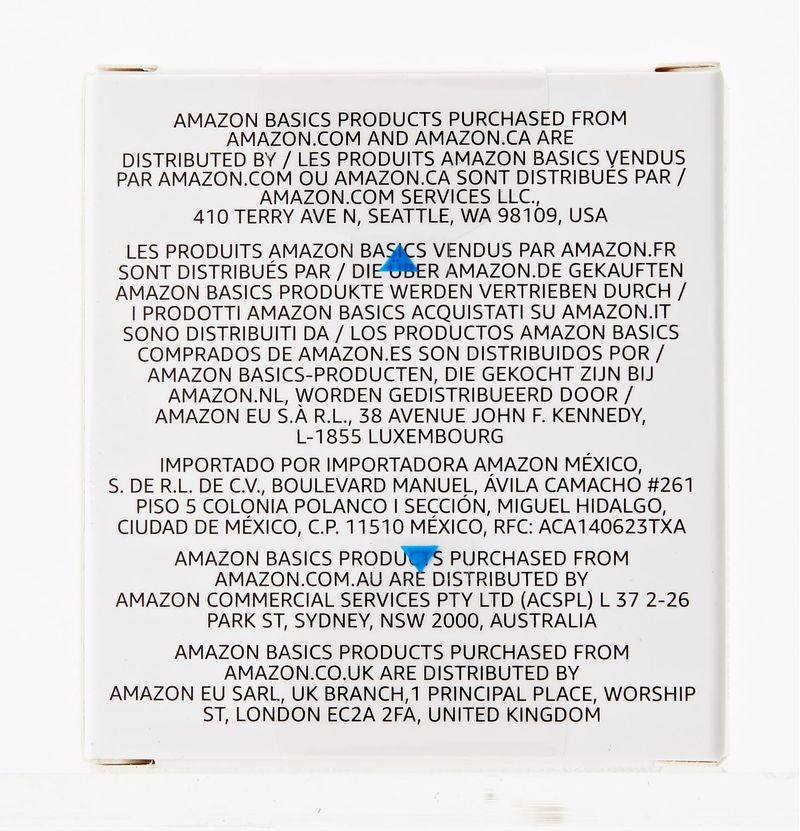 AMAZON BASICS PRODUCTS PURCHASED FROM
AMAZON.COM AND AMAZON.CA ARE
DISTRIBUTED BY / LES PRODUITS AMAZON BASICS VENDUS
PAR AMAZON.COM OU AMAZON.CA SONT DISTRIBUÉS PAR /
AMAZON.COM SERVICES LLC.,
410 TERRY AVE N, SEATTLE, WA 98109, USA
LES PRODUITS AMAZON BASICS VENDUS PAR AMAZON.FR
SONT DISTRIBUÉS PAR / DIE ÜBER AMAZON.DE GEKAUFTEN
AMAZON BASICS PRODUKTE WERDEN VERTRIEBEN DURCH /
I PRODOTTI AMAZON BASICS ACQUISTATI SU AMAZON.IT
SONO DISTRIBUITI DA / LOS PRODUCTOS AMAZON BASICS
COMPRADOS DE AMAZON.ES SON DISTRIBUIDOS POR /
AMAZON BASICS-PRODUCTEN, DIE GEKOCHT ZIJN BIJ
AMAZON.NL, WORDEN GEDISTRIBUEERD DOOR /
AMAZON EU S.À R.L., 38 AVENUE JOHN F. KENNEDY,
L-1855 LUXEMBOURG
IMPORTADO POR IMPORTADORA AMAZON MÉXICO,
S. DE R.L. DE C.V., BOULEVARD MANUEL, ÁVILA CAMACHO #261
PISO 5 COLONIA POLANCO I SECCIÓN, MIGUEL HIDALGO,
CIUDAD DE MÉXICO, C.P. 11510 MÉXICO, RFC: ACA140623TXA
AMAZON BASICS PRODUCTS PURCHASED FROM
AMAZON.COM.AU ARE DISTRIBUTED BY
AMAZON COMMERCIAL SERVICES PTY LTD (ACSPL) L 37 2-26
PARK ST, SYDNEY, NSW 2000, AUSTRALIA
AMAZON BASICS PRODUCTS PURCHASED FROM
AMAZON.CO.UK ARE DISTRIBUTED BY
AMAZON EU SARL, UK BRANCH,1 PRINCIPAL PLACE, WORSHIP
ST, LONDON EC2A 2FA, UNITED KINGDOM